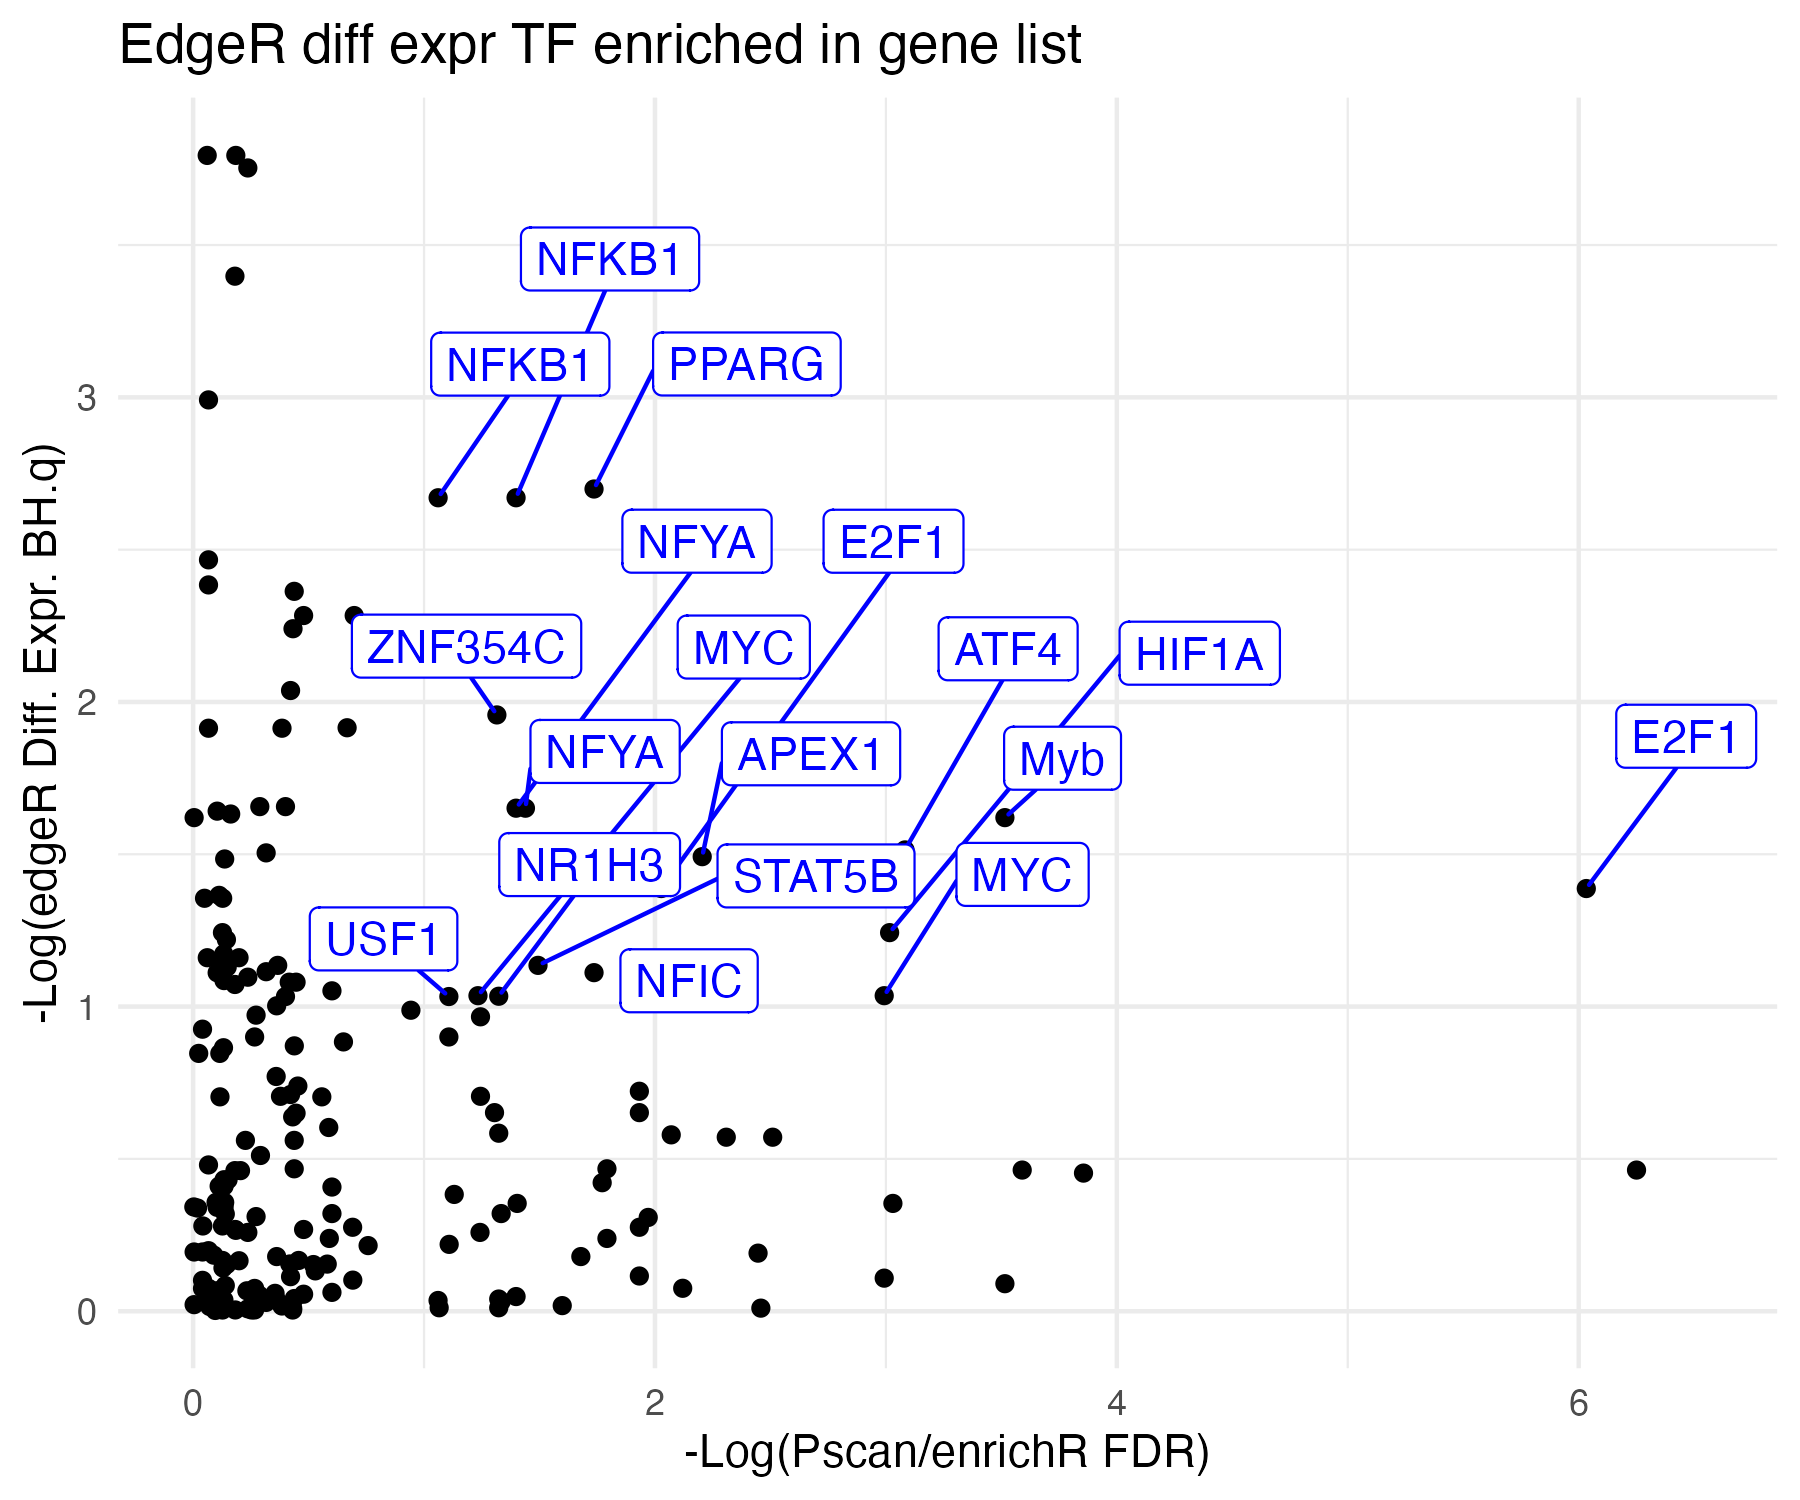 EdgeR diff expr TF enriched in gene list
-Log(edgeR Diff. Expr. BH.q)
3
2
1
0
NFKB1
NFKB1
PPARG
NFYA
E2F1
ZNF354C
MYC
ATF4
HIF1A
NFYA
APEX1
Myb
E2F1
NR1H3
STAT5B
MYC
USF1
NFIC
0
2
4
6
-Log(Pscan/enrichR FDR)